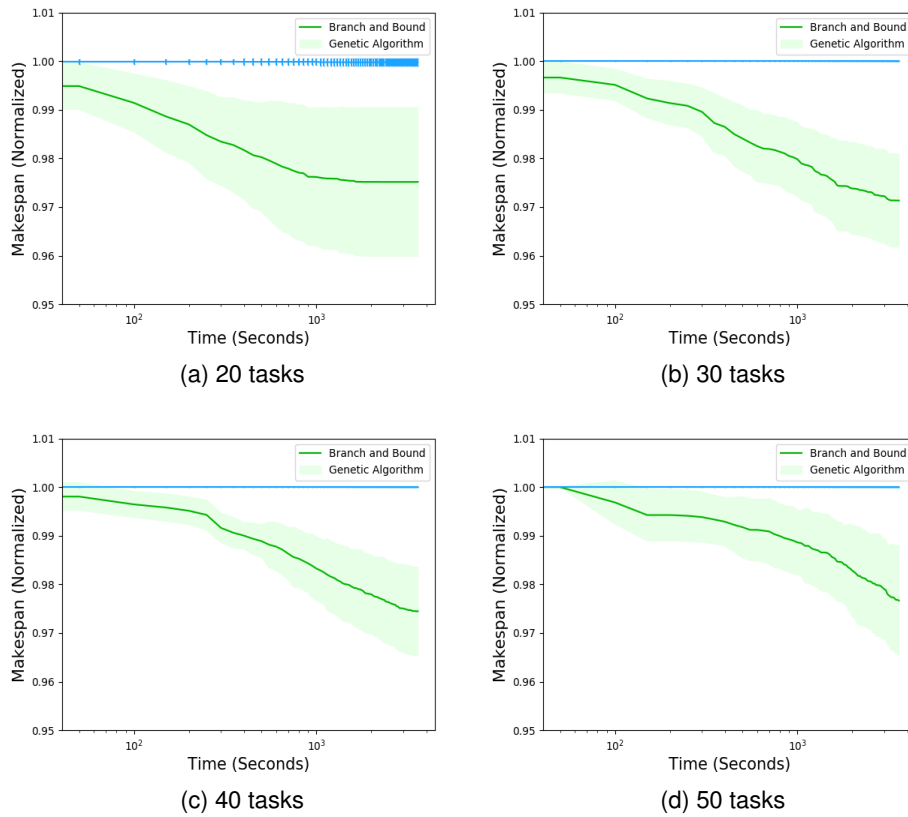 1.01
1.00
0.99
0.98
0.97
0.96
0.95
Makespan (Normalized)
Branch and Bound
Genetic Algorithm
10²
10³
Time (Seconds)
(a) 20 tasks
1.01
1.00
0.99
0.98
0.97
0.96
0.95
Makespan (Normalized)
Branch and Bound
Genetic Algorithm
10²
10³
Time (Seconds)
(b) 30 tasks
1.01
1.00
0.99
0.98
0.97
0.96
0.95
Makespan (Normalized)
Branch and Bound
Genetic Algorithm
10²
10³
Time (Seconds)
(c) 40 tasks
1.01
1.00
0.99
0.98
0.97
0.96
0.95
Makespan (Normalized)
Branch and Bound
Genetic Algorithm
10²
10³
Time (Seconds)
(d) 50 tasks